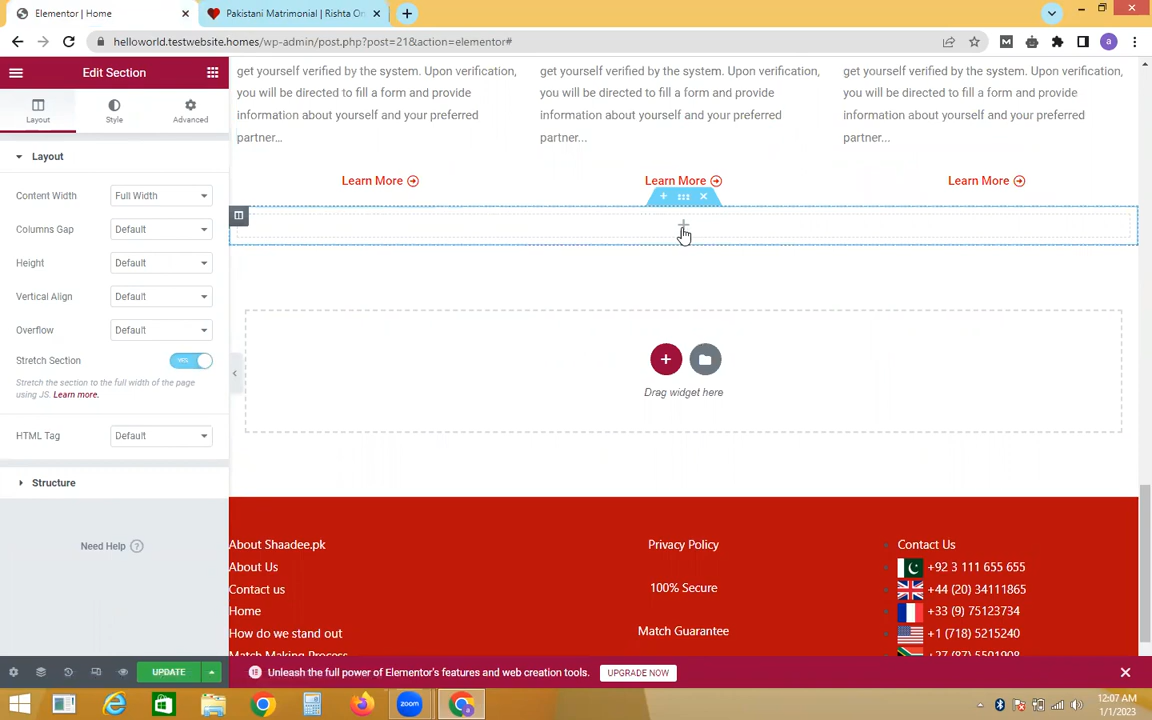 Elementor | Home
Pakistani Matrimonial | Rishta On
helloworld.testwebsite.homes/wp-admin/post.php?post=21&action=elementor#
Edit Section
Layout
Style
Advanced
Layout
Content Width
Full Width
Columns Gap
Default
Height
Default
Vertical Align
Default
Overflow
Default
Stretch Section
YES
Stretch the section to the full width of the page
using JS. Learn more.
HTML Tag
Default
Structure
Need Help
UPDATE
get yourself verified by the system. Upon verification,
you will be directed to fill a form and provide
information about yourself and your preferred
partner...
Learn More
get yourself verified by the system. Upon verification,
you will be directed to fill a form and provide
information about yourself and your preferred
partner...
Learn More
get yourself verified by the system. Upon verification,
you will be directed to fill a form and provide
information about yourself and your preferred
partner...
Learn More
Drag widget here
About Shaadee.pk
About Us
Contact us
Home
How do we stand out
Match Making Process
Privacy Policy
100% Secure
Match Guarantee
Contact Us
+92 3 111 655 655
+44 (20) 34111865
+33 (9) 75123734
+1 (718) 5215240
+27 (87) 5501908
Unleash the full power of Elementor's features and web creation tools.
UPGRADE NOW
zoom
12:07 AM
1/1/2023